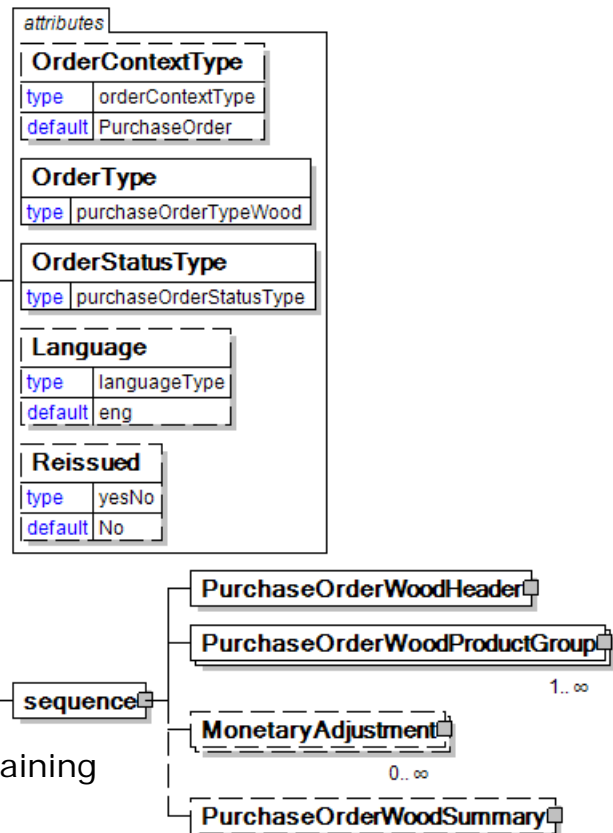 attributes
OrderContextType
type orderContextType
default PurchaseOrder
OrderType
type purchaseOrderTypeWood
OrderStatusType
type purchaseOrderStatusType
Language
type languageType
default eng
Reissued
type yesNo
default No
PurchaseOrderWoodHeader
PurchaseOrderWoodProductGroup
1.. ∞
sequence
MonetaryAdjustment
0.. ∞
aining
PurchaseOrderWoodSummary